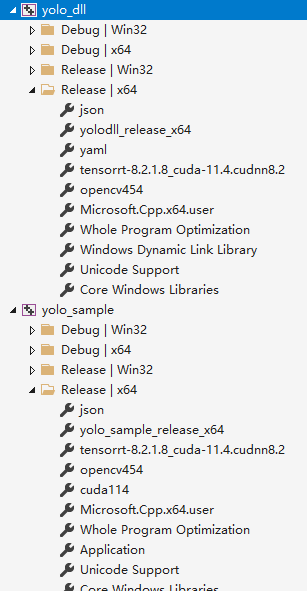 yolo_dll
Debug | Win32
Debug | x64
Release | Win32
Release | x64
json
yolodll_release_x64
yaml
tensorrt-8.2.1.8_cuda-11.4.cudnn8.2
opencv454
Microsoft.Cpp.x64.user
Whole Program Optimization
Windows Dynamic Link Library
Unicode Support
Core Windows Libraries
yolo_sample
Debug | Win32
Debug | x64
Release | Win32
Release | x64
json
yolo_sample_release_x64
tensorrt-8.2.1.8_cuda-11.4.cudnn8.2
opencv454
cuda114
Microsoft.Cpp.x64.user
Whole Program Optimization
Application
Unicode Support
Core Windows Libraries